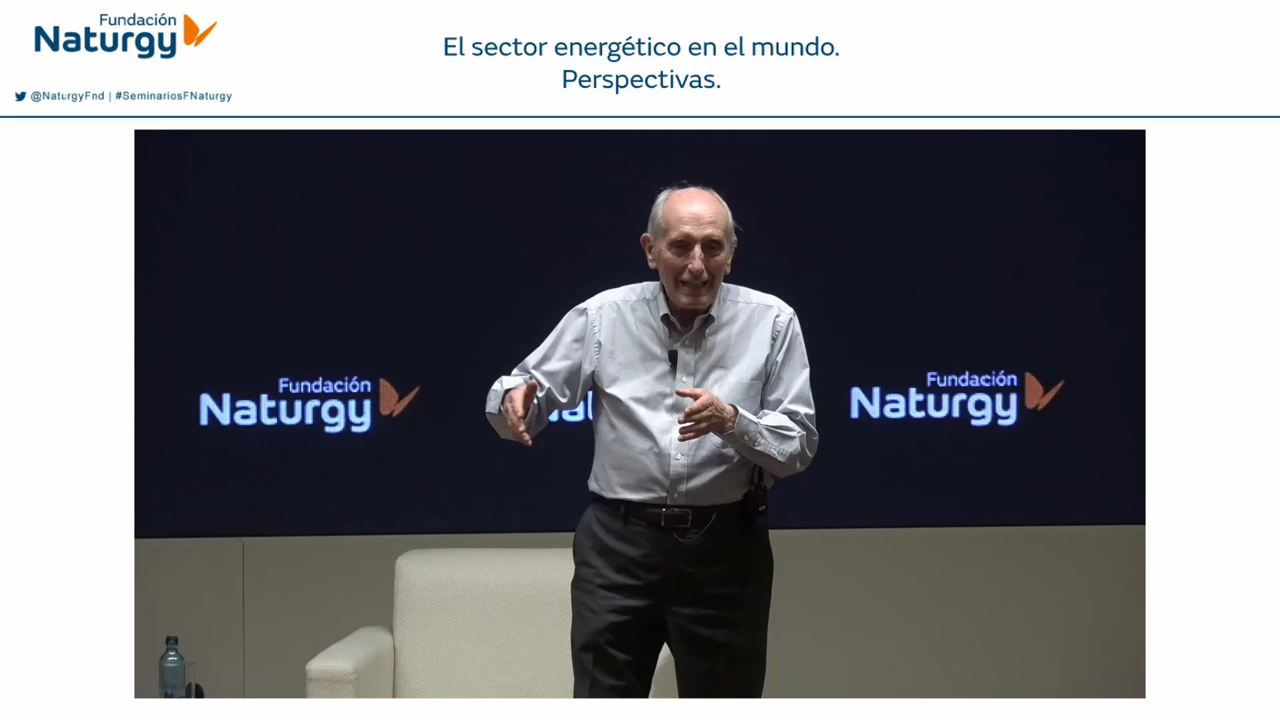 Fundación
Naturgy
@NaturgyFnd | #SeminariosFNaturgy
El sector energético en el mundo.
Perspectivas.
Fundación
Naturgy
Fundación
Naturgy